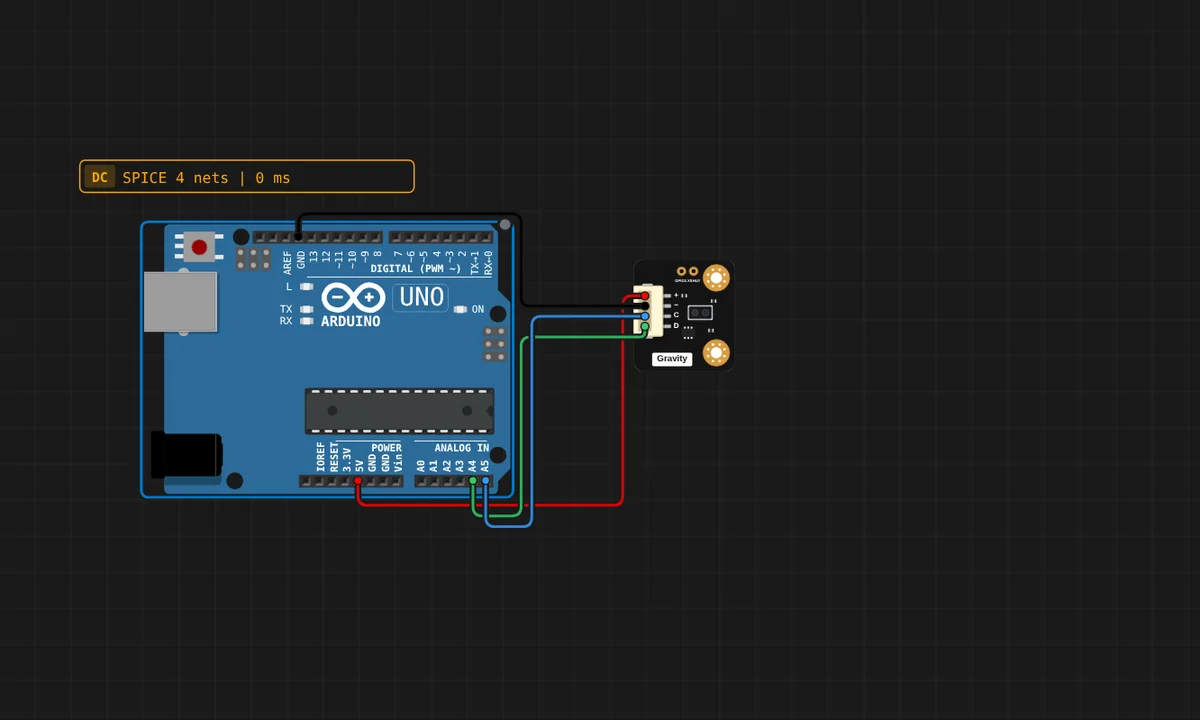 DC SPICE 4 nets | 0 ms
AREF
GND
13
12
~11
~10
~9
8
7
~6
~5
~4
~3
2
TX→1
RX←0
DIGITAL (PWM ~)
L
TX
RX
ARDUINO
UNO
ON
+
−
C
D
Gravity
POWER
ANALOG IN
IOREF
RESET
3.3V
5V
GND
GND
Vin
A0
A1
A2
A3
A4
A5